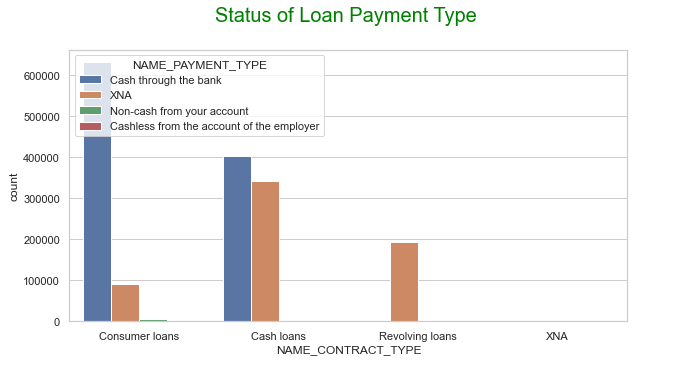 Status of Loan Payment Type
NAME_PAYMENT_TYPE
Cash through the bank
XNA
Non-cash from your account
Cashless from the account of the employer
600000
500000
400000
300000
200000
100000
0
count
Consumer loans
Cash loans
Revolving loans
XNA
NAME_CONTRACT_TYPE